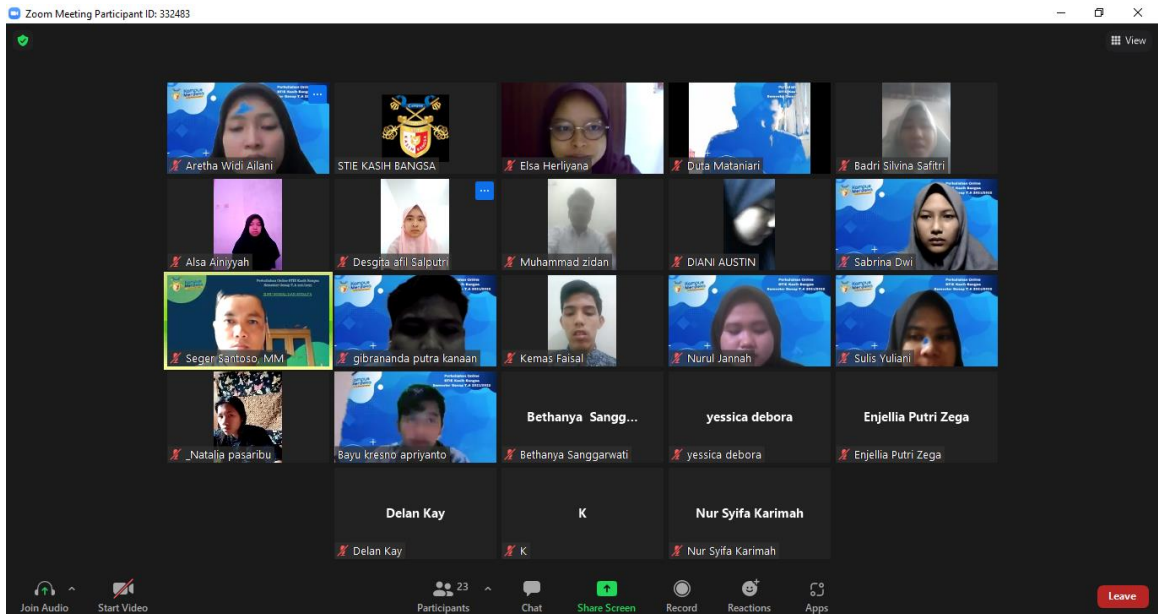 Zoom Meeting Participant ID: 332483
View
Aretha Widi Ailani
STIE KASIH BANGSA
Elsa Herliyana
Duta Mataniari
Badri Silvina Safitri
Alsa Ainiyyah
Desgita afil Salputri
Muhammad zidan
DIANI AUSTIN
Sabrina Dwi
Seger Santoso, MM
gibrananda putra kanaan
Kemas Faisal
Nurul Jannah
Sulis Yuliani
_Natalia pasaribu
Bayu kresno apriyanto
Bethanya Sangg...
Bethanya Sanggarwati
yessica debora
yessica debora
Enjellia Putri Zega
Enjellia Putri Zega
Delan Kay
Delan Kay
K
K
Nur Syifa Karimah
Nur Syifa Karimah
Join Audio
Start Video
23
Participants
Chat
Share Screen
Record
Reactions
Apps
Leave